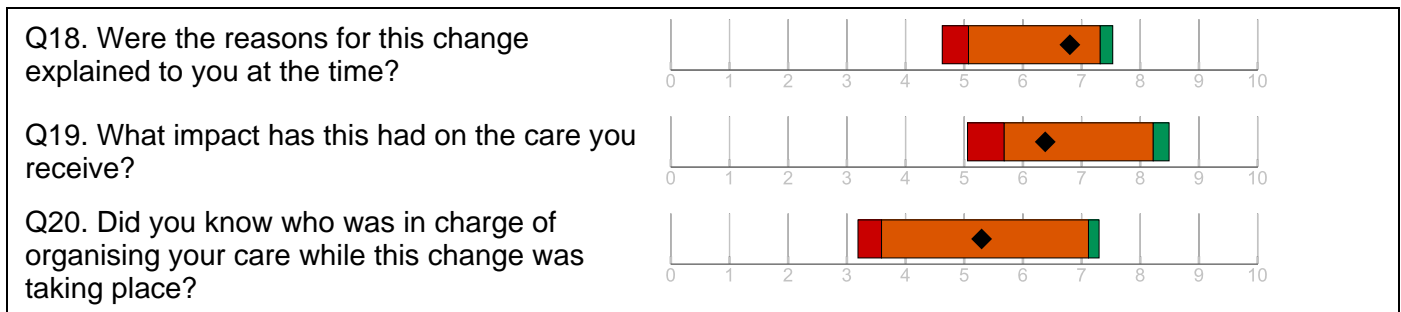 Q18. Were the reasons for this change
explained to you at the time?
0 1 2 3 4 5 6 7 8 9 10
Q19. What impact has this had on the care you
receive?
0 1 2 3 4 5 6 7 8 9 10
Q20. Did you know who was in charge of
organising your care while this change was
taking place?
0 1 2 3 4 5 6 7 8 9 10